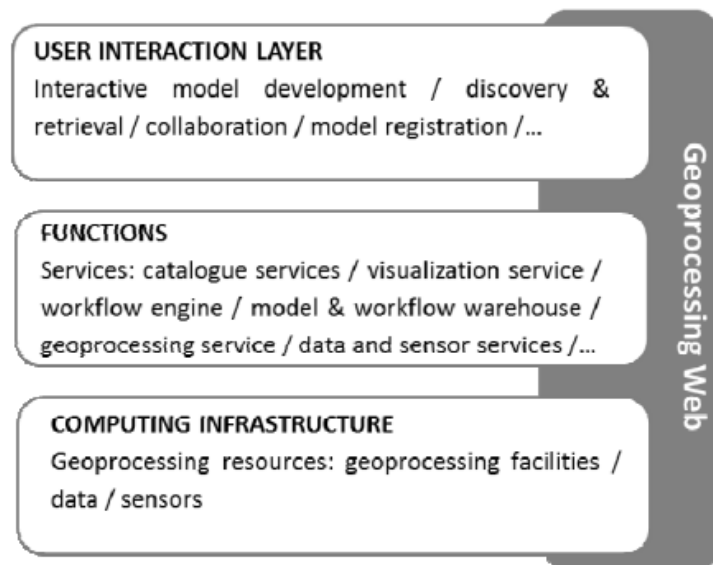 USER INTERACTION LAYER
Interactive model development / discovery &
retrieval / collaboration / model registration /...
FUNCTIONS
Services: catalogue services / visualization service /
workflow engine / model & workflow warehouse /
geoprocessing service / data and sensor services /...
COMPUTING INFRASTRUCTURE
Geoprocessing resources: geoprocessing facilities /
data / sensors
Geoprocessing Web